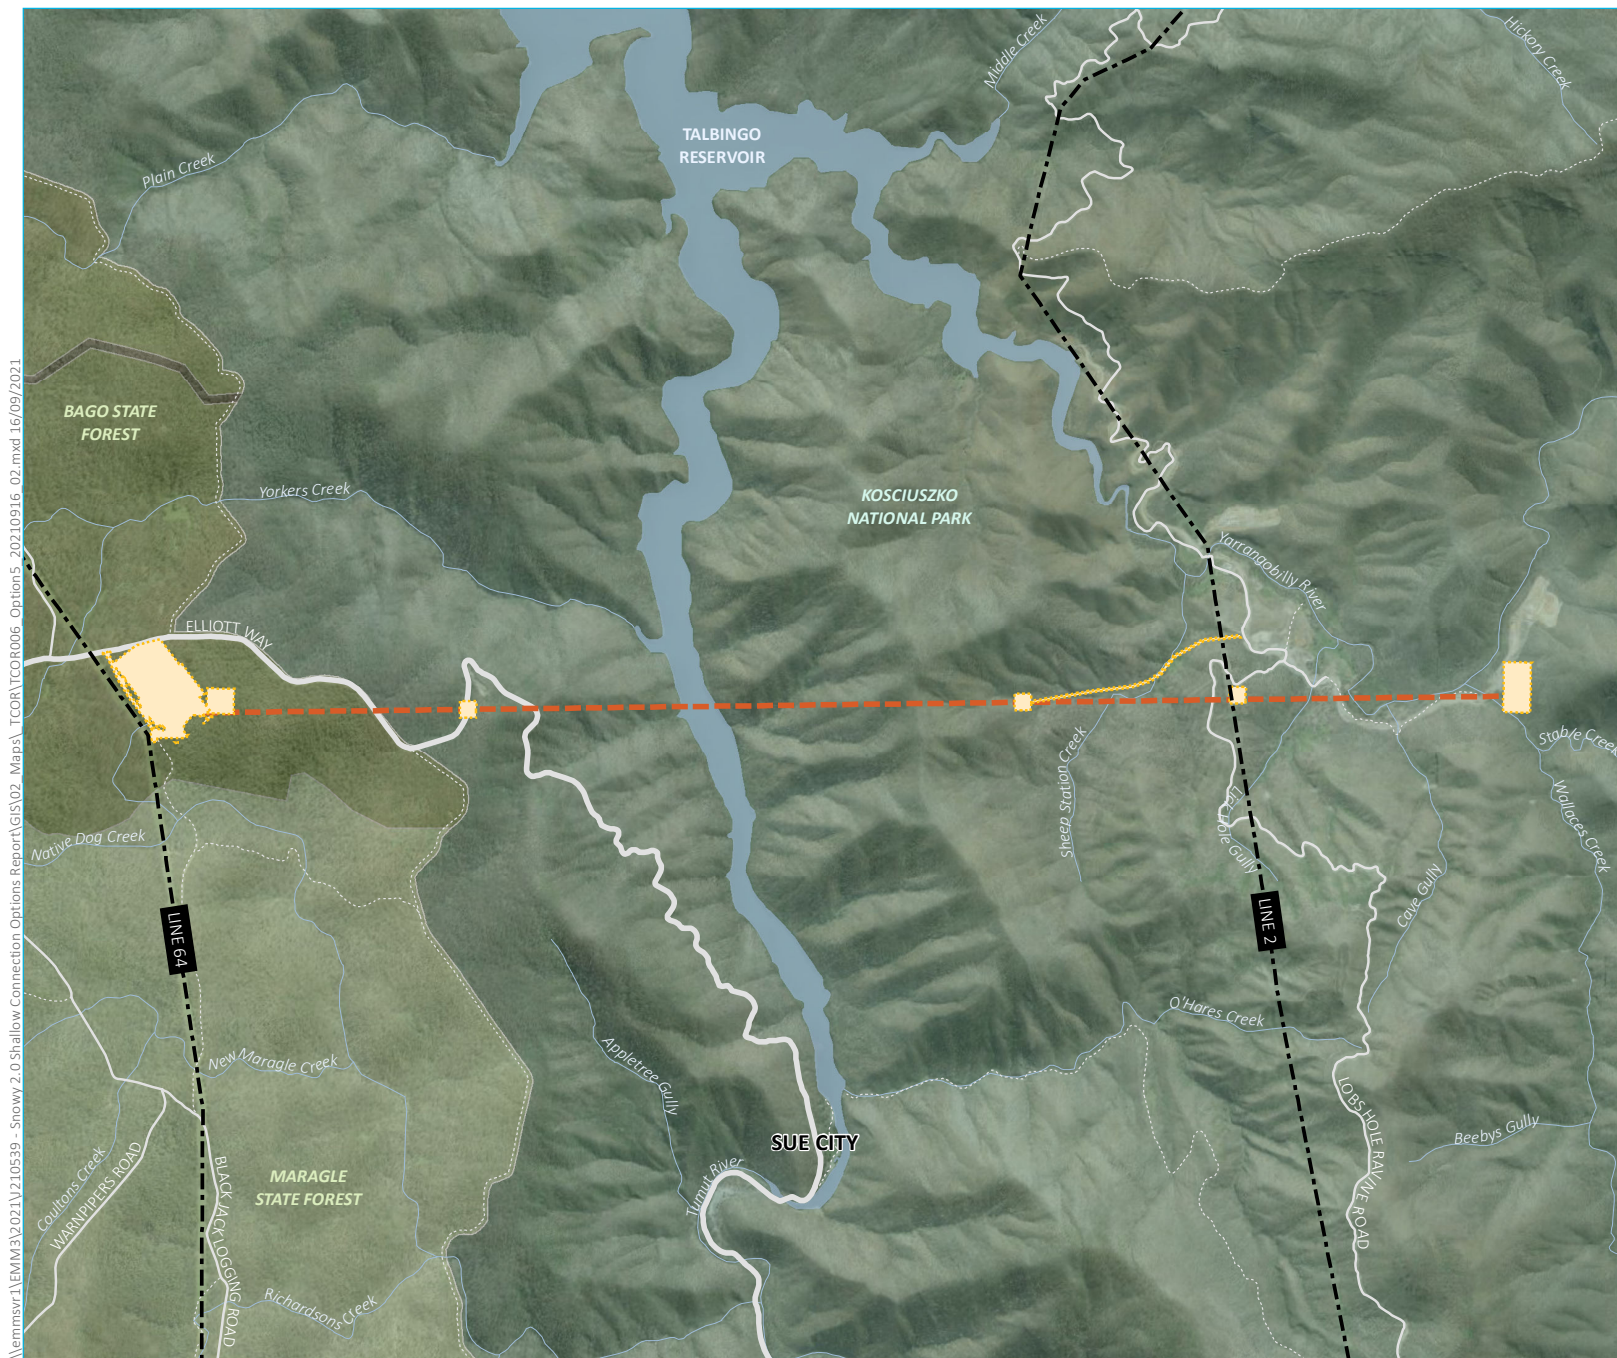 Middle Creek
Hickory Creek
TALBINGO
RESERVOIR
Plain Creek
BAGO STATE
FOREST
Yorkers Creek
KOSCIUSZKO
NATIONAL PARK
Yarrangobilly River
ELLIOTT WAY
Sheep Station Creek
Stable Creek
Wallaces Creek
Native Dog Creek
Lick Hole Gully
Cave Gully
LINE 64
LINE 2
O'Hares Creek
New Maragle Creek
Appletree Gully
LOBS HOLE RAVINE ROAD
Beebys Gully
SUE CITY
Coultons Creek
WARNPIPERS ROAD
BLACK JACK LOGGING ROAD
MARAGLE
STATE FOREST
Tumut River
Richardsons Creek
\\emmsvr1\EMM3\2021\J210539 - Snowy 2.0 Shallow Connection Options Report\GIS\02_Maps\_TCOR\TCOR006_Option5_20210916_02.mxd 16/09/2021